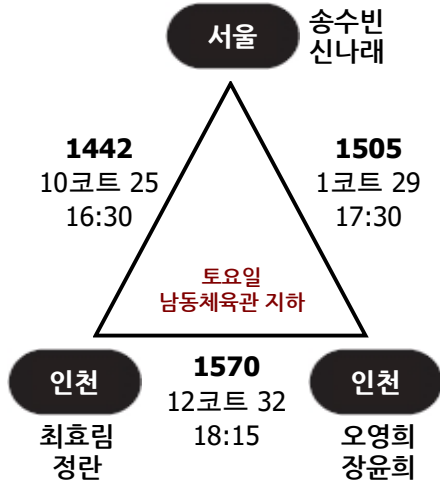 서울
송수빈
신나래
1442
10코트 25
16:30
1505
1코트 29
17:30
토요일
남동체육관 지하
인천
최효림
정란
1570
12코트 32
18:15
인천
오영희
장윤희